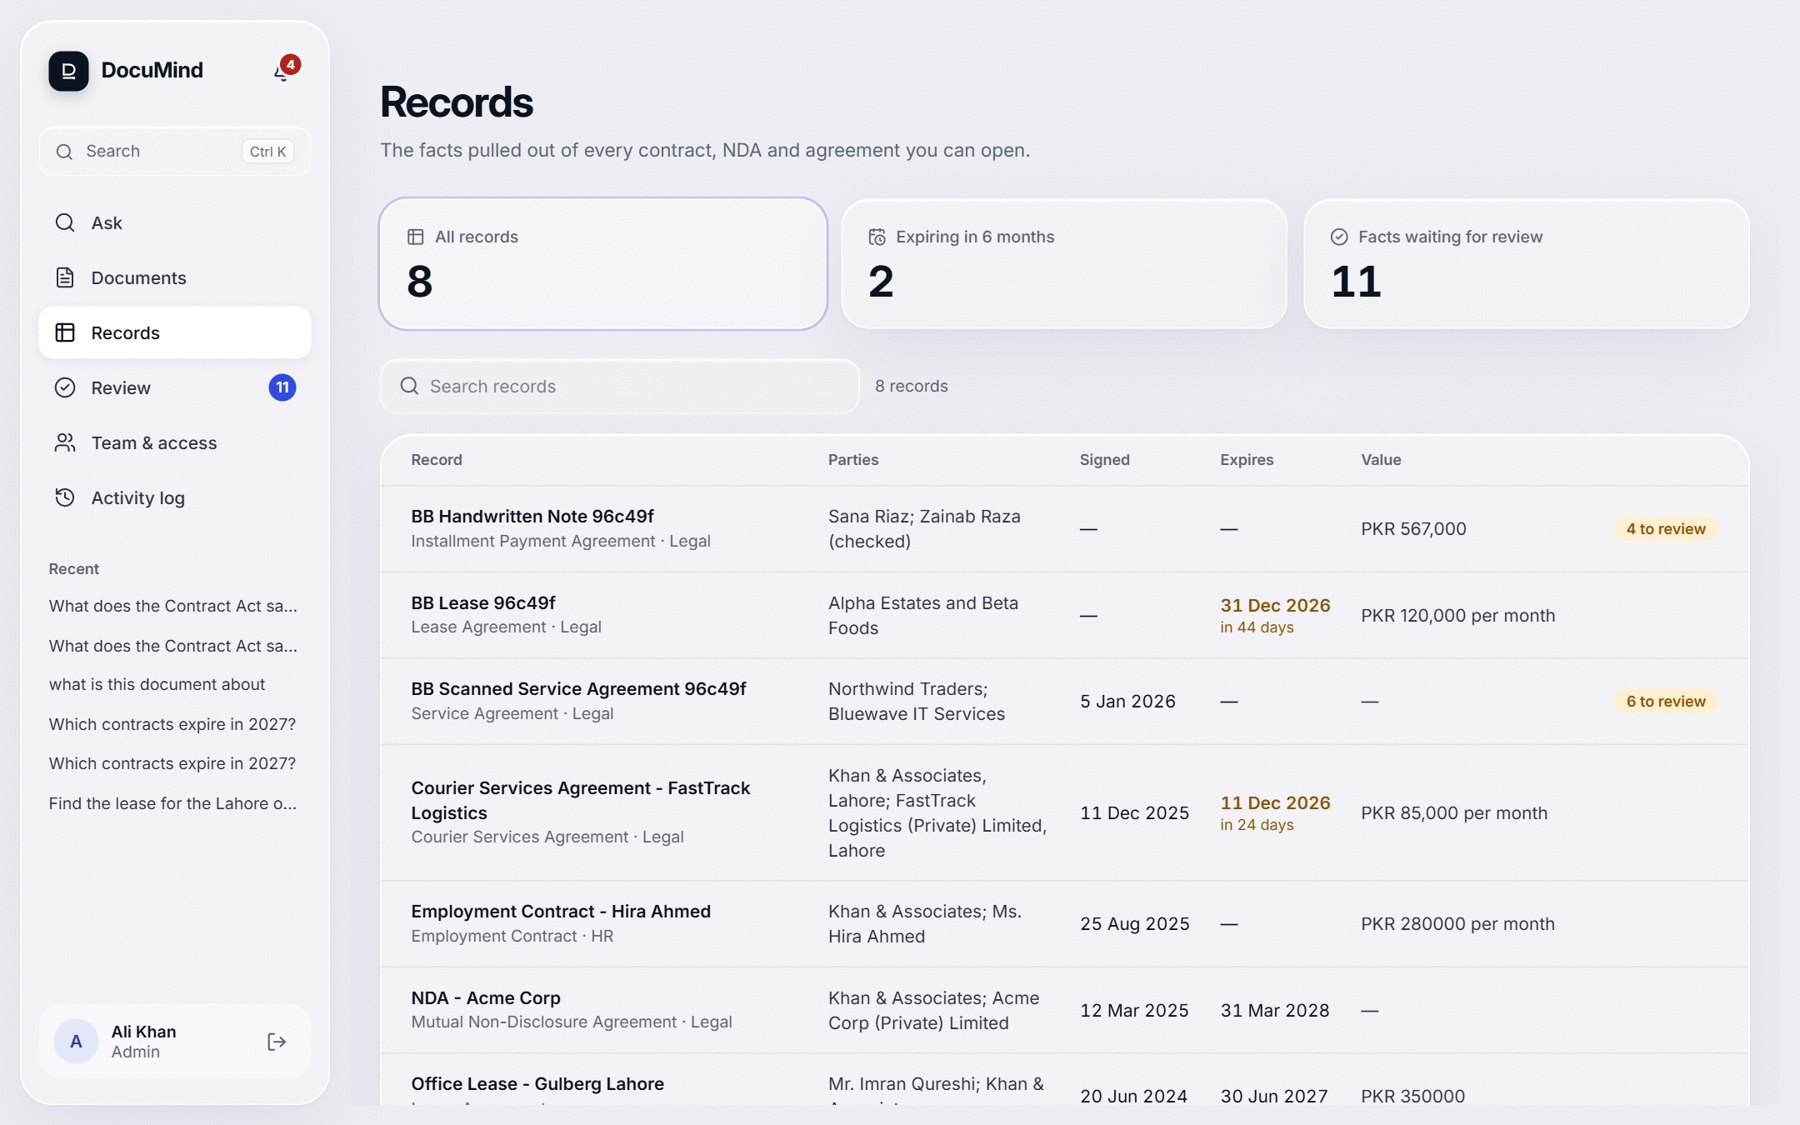 DocuMind
4
Search
Ctrl K
Ask
Documents
Records
Review
11
Team & access
Activity log
Recent
What does the Contract Act sa...
What does the Contract Act sa...
what is this document about
Which contracts expire in 2027?
Which contracts expire in 2027?
Find the lease for the Lahore o...
A
Ali Khan
Admin
Records
The facts pulled out of every contract, NDA and agreement you can open.
All records
8
Expiring in 6 months
2
Facts waiting for review
11
Search records
8 records
Record Parties Signed Expires Value
BB Handwritten Note 96c49f
Installment Payment Agreement · Legal
Sana Riaz; Zainab Raza
(checked)
—
—
PKR 567,000
4 to review
BB Lease 96c49f
Lease Agreement · Legal
Alpha Estates and Beta
Foods
—
31 Dec 2026
in 44 days
PKR 120,000 per month
BB Scanned Service Agreement 96c49f
Service Agreement · Legal
Northwind Traders;
Bluewave IT Services
5 Jan 2026
—
—
6 to review
Courier Services Agreement - FastTrack
Logistics
Courier Services Agreement · Legal
Khan & Associates,
Lahore; FastTrack
Logistics (Private) Limited,
Lahore
11 Dec 2025
11 Dec 2026
in 24 days
PKR 85,000 per month
Employment Contract - Hira Ahmed
Employment Contract · HR
Khan & Associates; Ms.
Hira Ahmed
25 Aug 2025
—
PKR 280000 per month
NDA - Acme Corp
Mutual Non-Disclosure Agreement · Legal
Khan & Associates; Acme
Corp (Private) Limited
12 Mar 2025
31 Mar 2028
—
Office Lease - Gulberg Lahore
Mr. Imran Qureshi; Khan &
20 Jun 2024
30 Jun 2027
PKR 350000